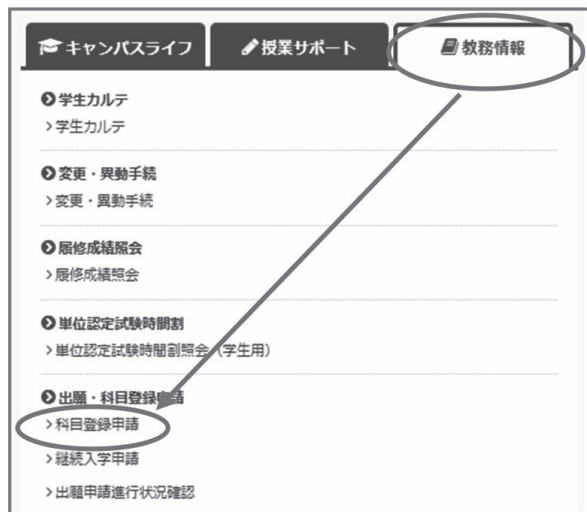 キャンパスライフ 授業サポート 教務情報
学生カルテ
>学生カルテ
変更・異動手続
>変更・異動手続
履修成績照会
>履修成績照会
単位認定試験時間割
>単位認定試験時間割照会(学生用)
出願・科目登録申請
>科目登録申請
>継続入学申請
>出願申請進行状況確認